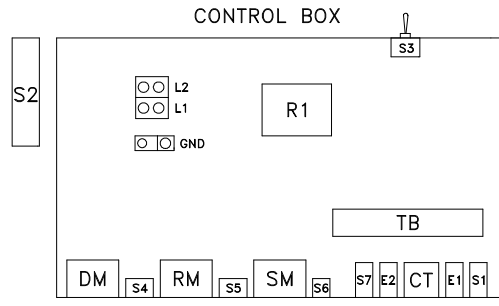 CONTROL BOX
S3
S2
L2
L1
R1
GND
TB
DM
S4
RM
S5
SM
S6
S7
E2
CT
E1
S1